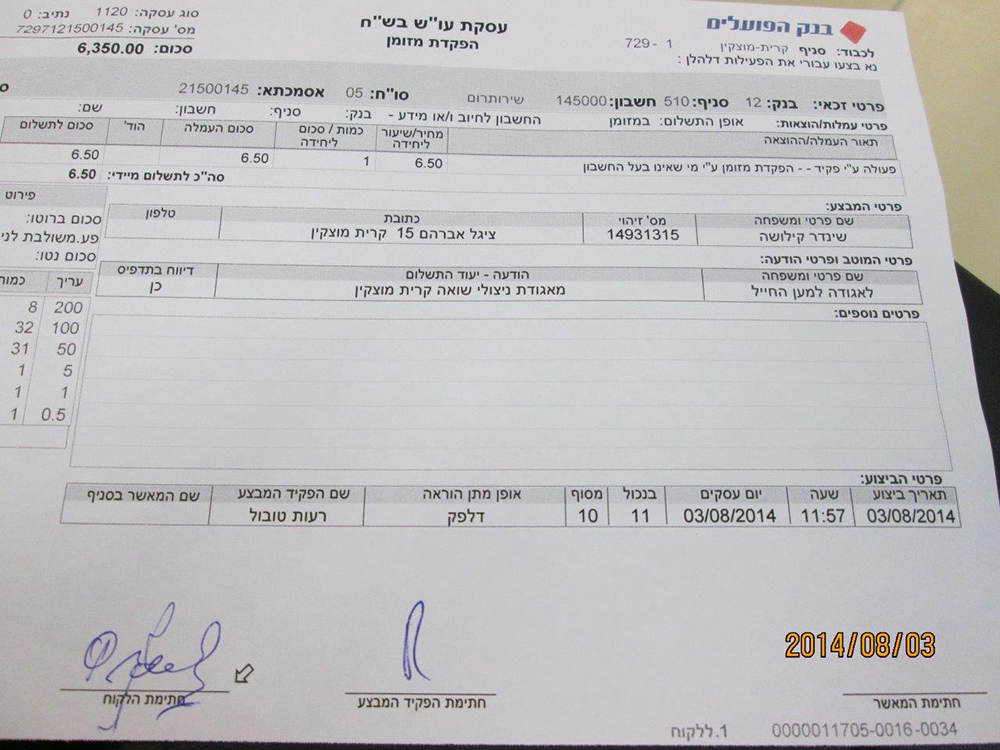 בנק הפועלים
עסקת עו"ש בש"ח
הפקדת מזומן
סוג עסקה: 1120 נתיב: 0
מס' עסקה: 7297121500145
סכום: 6,350.00
לכבוד: סניף קרית-מוצקין 1 - 729
נא בצעו עבורי את הפעילות דלהלן:
פרטי זכאי: בנק: 12 סניף: 510 חשבון: 145000 שירותרום סו"ח: 05 אסמכתא: 21500145
פרטי עמלות/הוצאות: אופן התשלום: במזומן החשבון לחיוב ו/או מידע - בנק: סניף: חשבון: שם:
תאור העמלה/ההוצאה מחיר/שיעור ליחידה כמות / סכום ליחידה סכום העמלה הוד' סכום לתשלום
פעולה ע"י פקיד - - הפקדת מזומן ע"י מי שאינו בעל החשבון 6.50 1 6.50 6.50
סה"כ לתשלום מיידי: 6.50
פרטי המבצע:
שם פרטי ומשפחה מס' זיהוי כתובת טלפון
שינדר קילושה 14931315 ציגל אברהם 15 קרית מוצקין
פרטי המוטב ופרטי הודעה:
שם פרטי ומשפחה הודעה - יעוד התשלום דיווח בתדפיס
לאגודה למען החייל מאגודת ניצולי שואה קרית מוצקין כן
פרטים נוספים:
פירוט
סכום ברוטו:
פע.משולבת לני
סכום נטו:
עריך כמות
200 8
100 32
50 31
5 1
1 1
0.5 1
פרטי הביצוע:
תאריך ביצוע שעה יום עסקים בנכול מסוף אופן מתן הוראה שם הפקיד המבצע שם המאשר בסניף
03/08/2014 11:57 03/08/2014 11 10 דלפק רעות טובול
חתימת המאשר חתימת הפקיד המבצע חתימת הלקוח
0000011705-0016-0034 1.ללקוח
2014/08/03